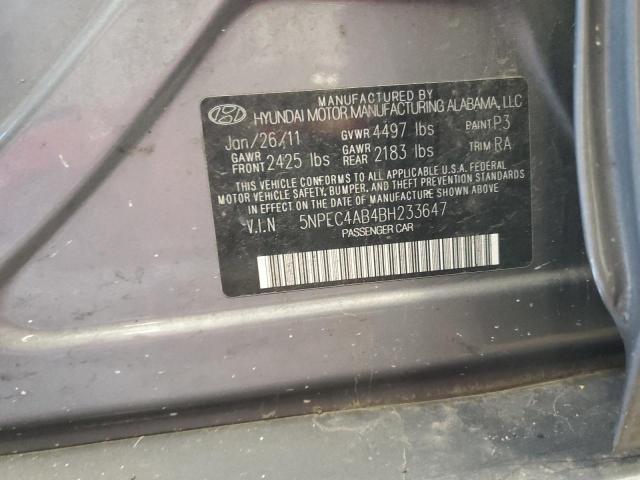 MANUFACTURED BY
HYUNDAI MOTOR MANUFACTURING ALABAMA, LLC
Jan/26/11 GVWR 4497 lbs PAINT P3
GAWR FRONT 2425 lbs GAWR REAR 2183 lbs TRIM RA
THIS VEHICLE CONFORMS TO ALL APPLICABLE U.S.A. FEDERAL
MOTOR VEHICLE SAFETY, BUMPER, AND THEFT PREVENTION STANDARDS
IN EFFECT ON THE DATE OF MANUFACTURE SHOWN ABOVE.
V.I.N 5NPEC4AB4BH233647
PASSENGER CAR